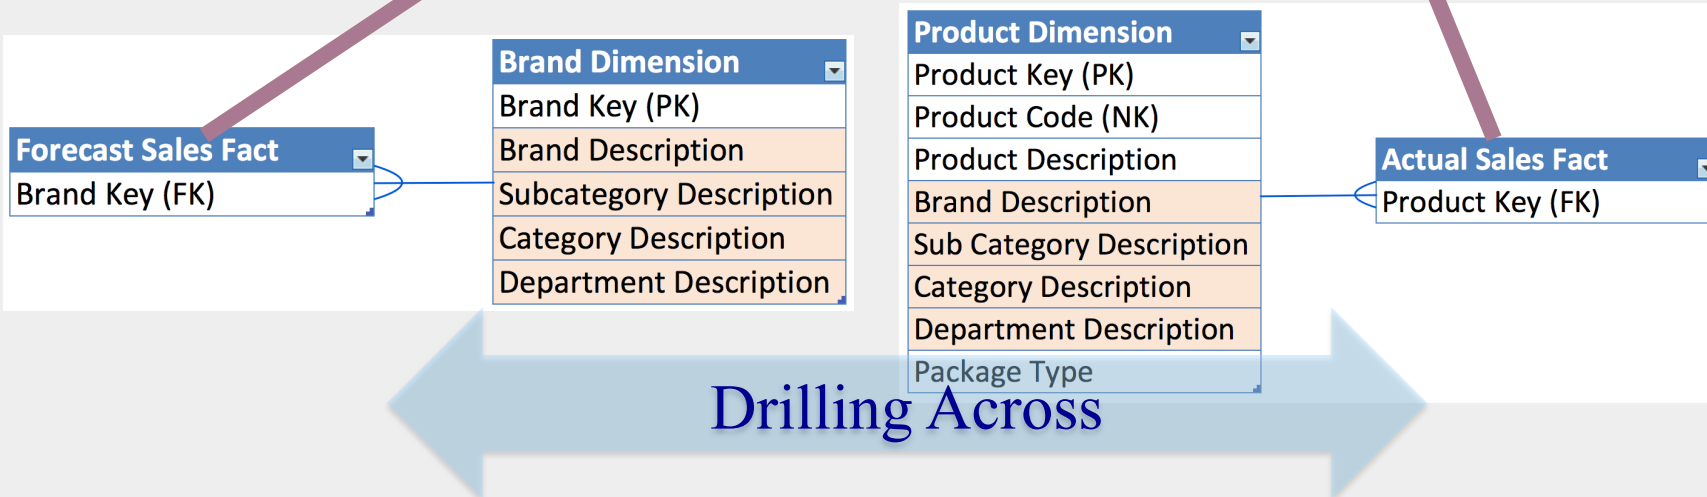 Forecast Sales Fact
Brand Key (FK)
Brand Dimension
Brand Key (PK)
Brand Description
Subcategory Description
Category Description
Department Description
Product Dimension
Product Key (PK)
Product Code (NK)
Product Description
Brand Description
Sub Category Description
Category Description
Department Description
Package Type
Actual Sales Fact
Product Key (FK)
Drilling Across